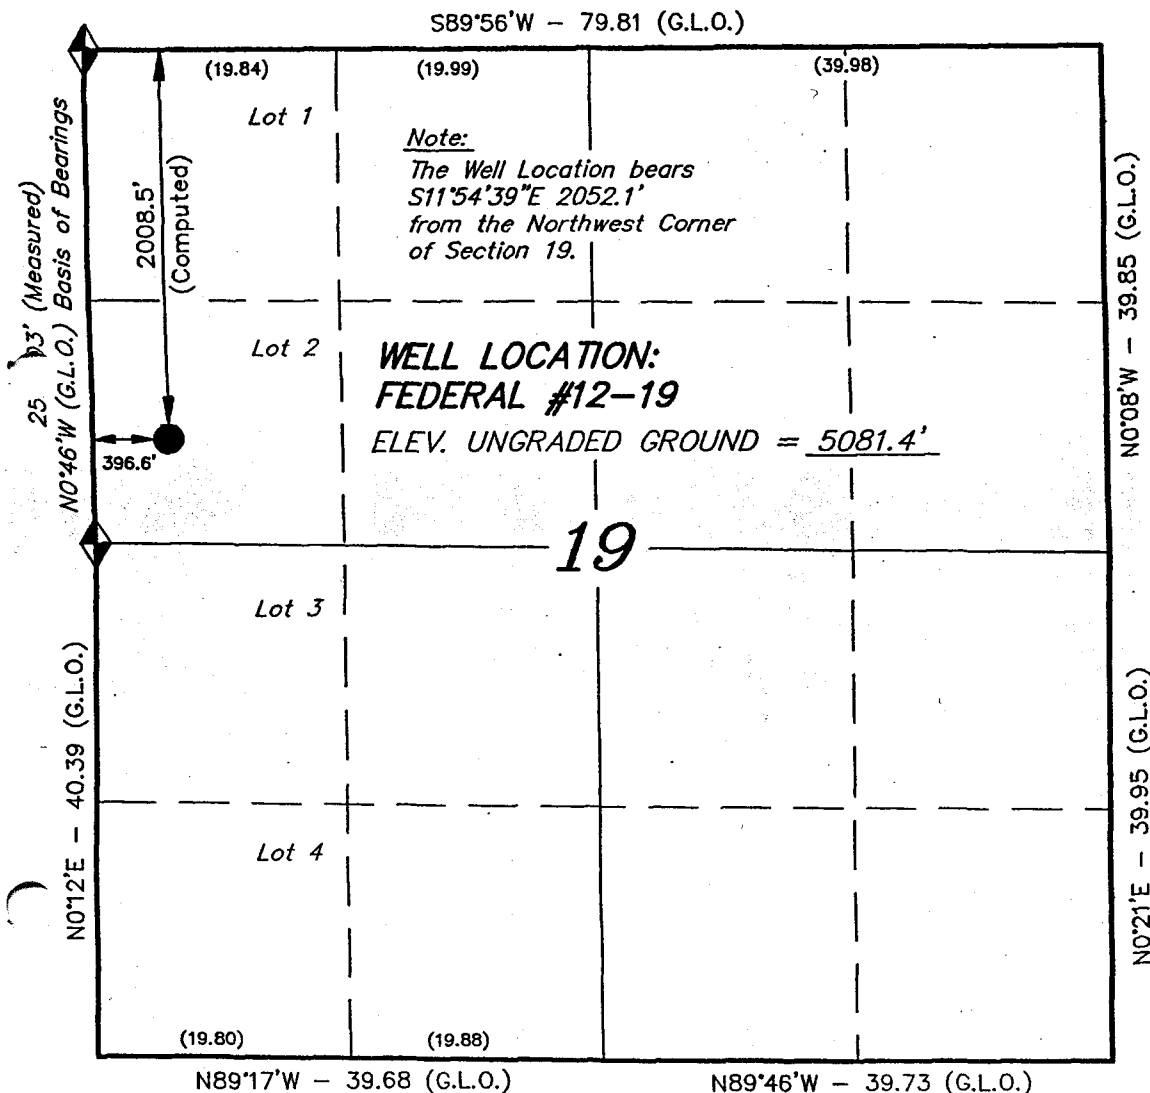 S89°56'W - 79.81 (G.L.O.)
(19.84)
(19.99)
(39.98)
Lot 1
Note:
The Well Location bears
S11°54'39"E 2052.1'
from the Northwest Corner
of Section 19.
2008.5'
(Computed)
(Measured)
N0°46'W (G.L.O.) Basis of Bearings
N0°08'W - 39.85 (G.L.O.)
Lot 2
WELL LOCATION:
FEDERAL #12-19
ELEV. UNGRADED GROUND = 5081.4'
396.6'
19
Lot 3
N0°12'E - 40.39 (G.L.O.)
N0°21'E - 39.95 (G.L.O.)
Lot 4
(19.80)
(19.88)
N89°17'W - 39.68 (G.L.O.)
N89°46'W - 39.73 (G.L.O.)